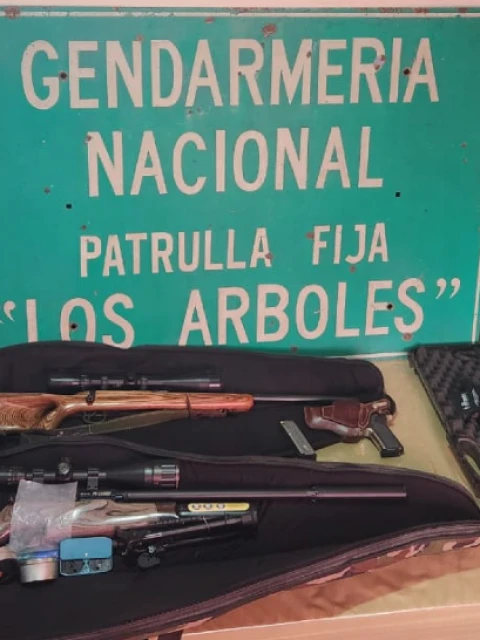 GENDARMERIA
NACIONAL
PATRULLA FIJA
"LOS ARBOLES"